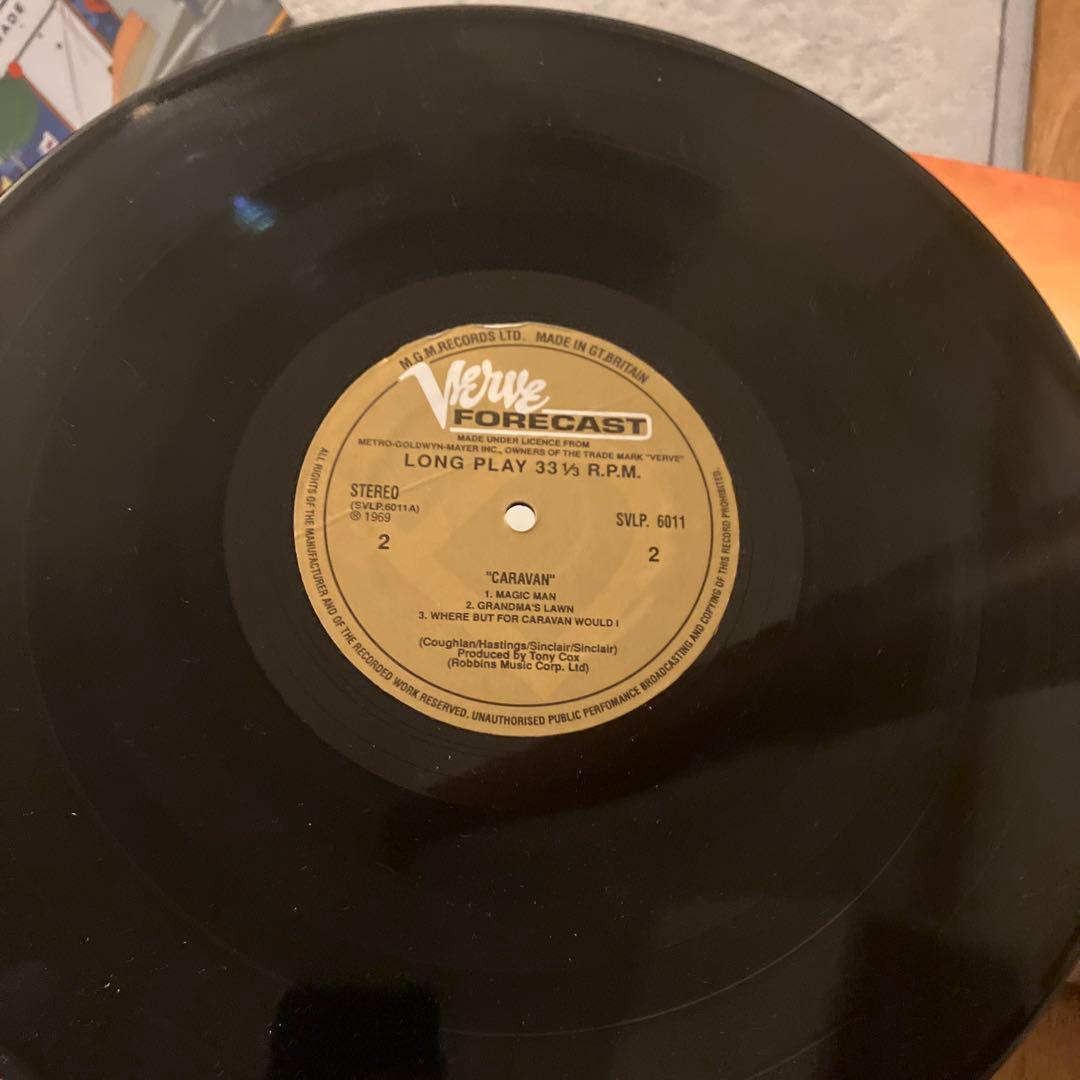 AGE
M.G.M.RECORDS LTD. MADE IN GT.BRITAIN
Verve
FORECAST
MADE UNDER LICENCE FROM
METRO-GOLDWYN-MAYER INC., OWNERS OF THE TRADE MARK "VERVE"
LONG PLAY 33 1/3 R.P.M.
STEREO
(SVLP.6011A)
℗ 1969
SVLP. 6011
2
2
"CARAVAN"
1. MAGIC MAN
2. GRANDMA'S LAWN
3. WHERE BUT FOR CARAVAN WOULD I
(Coughlan/Hastings/Sinclair/Sinclair)
Produced by Tony Cox
(Robbins Music Corp. Ltd)
ALL RIGHTS OF THE MANUFACTURER AND OF THE RECORDED WORK RESERVED. UNAUTHORISED PUBLIC PERFOMANCE BROADCASTING AND COPYING OF THIS RECORD PROHIBITED.